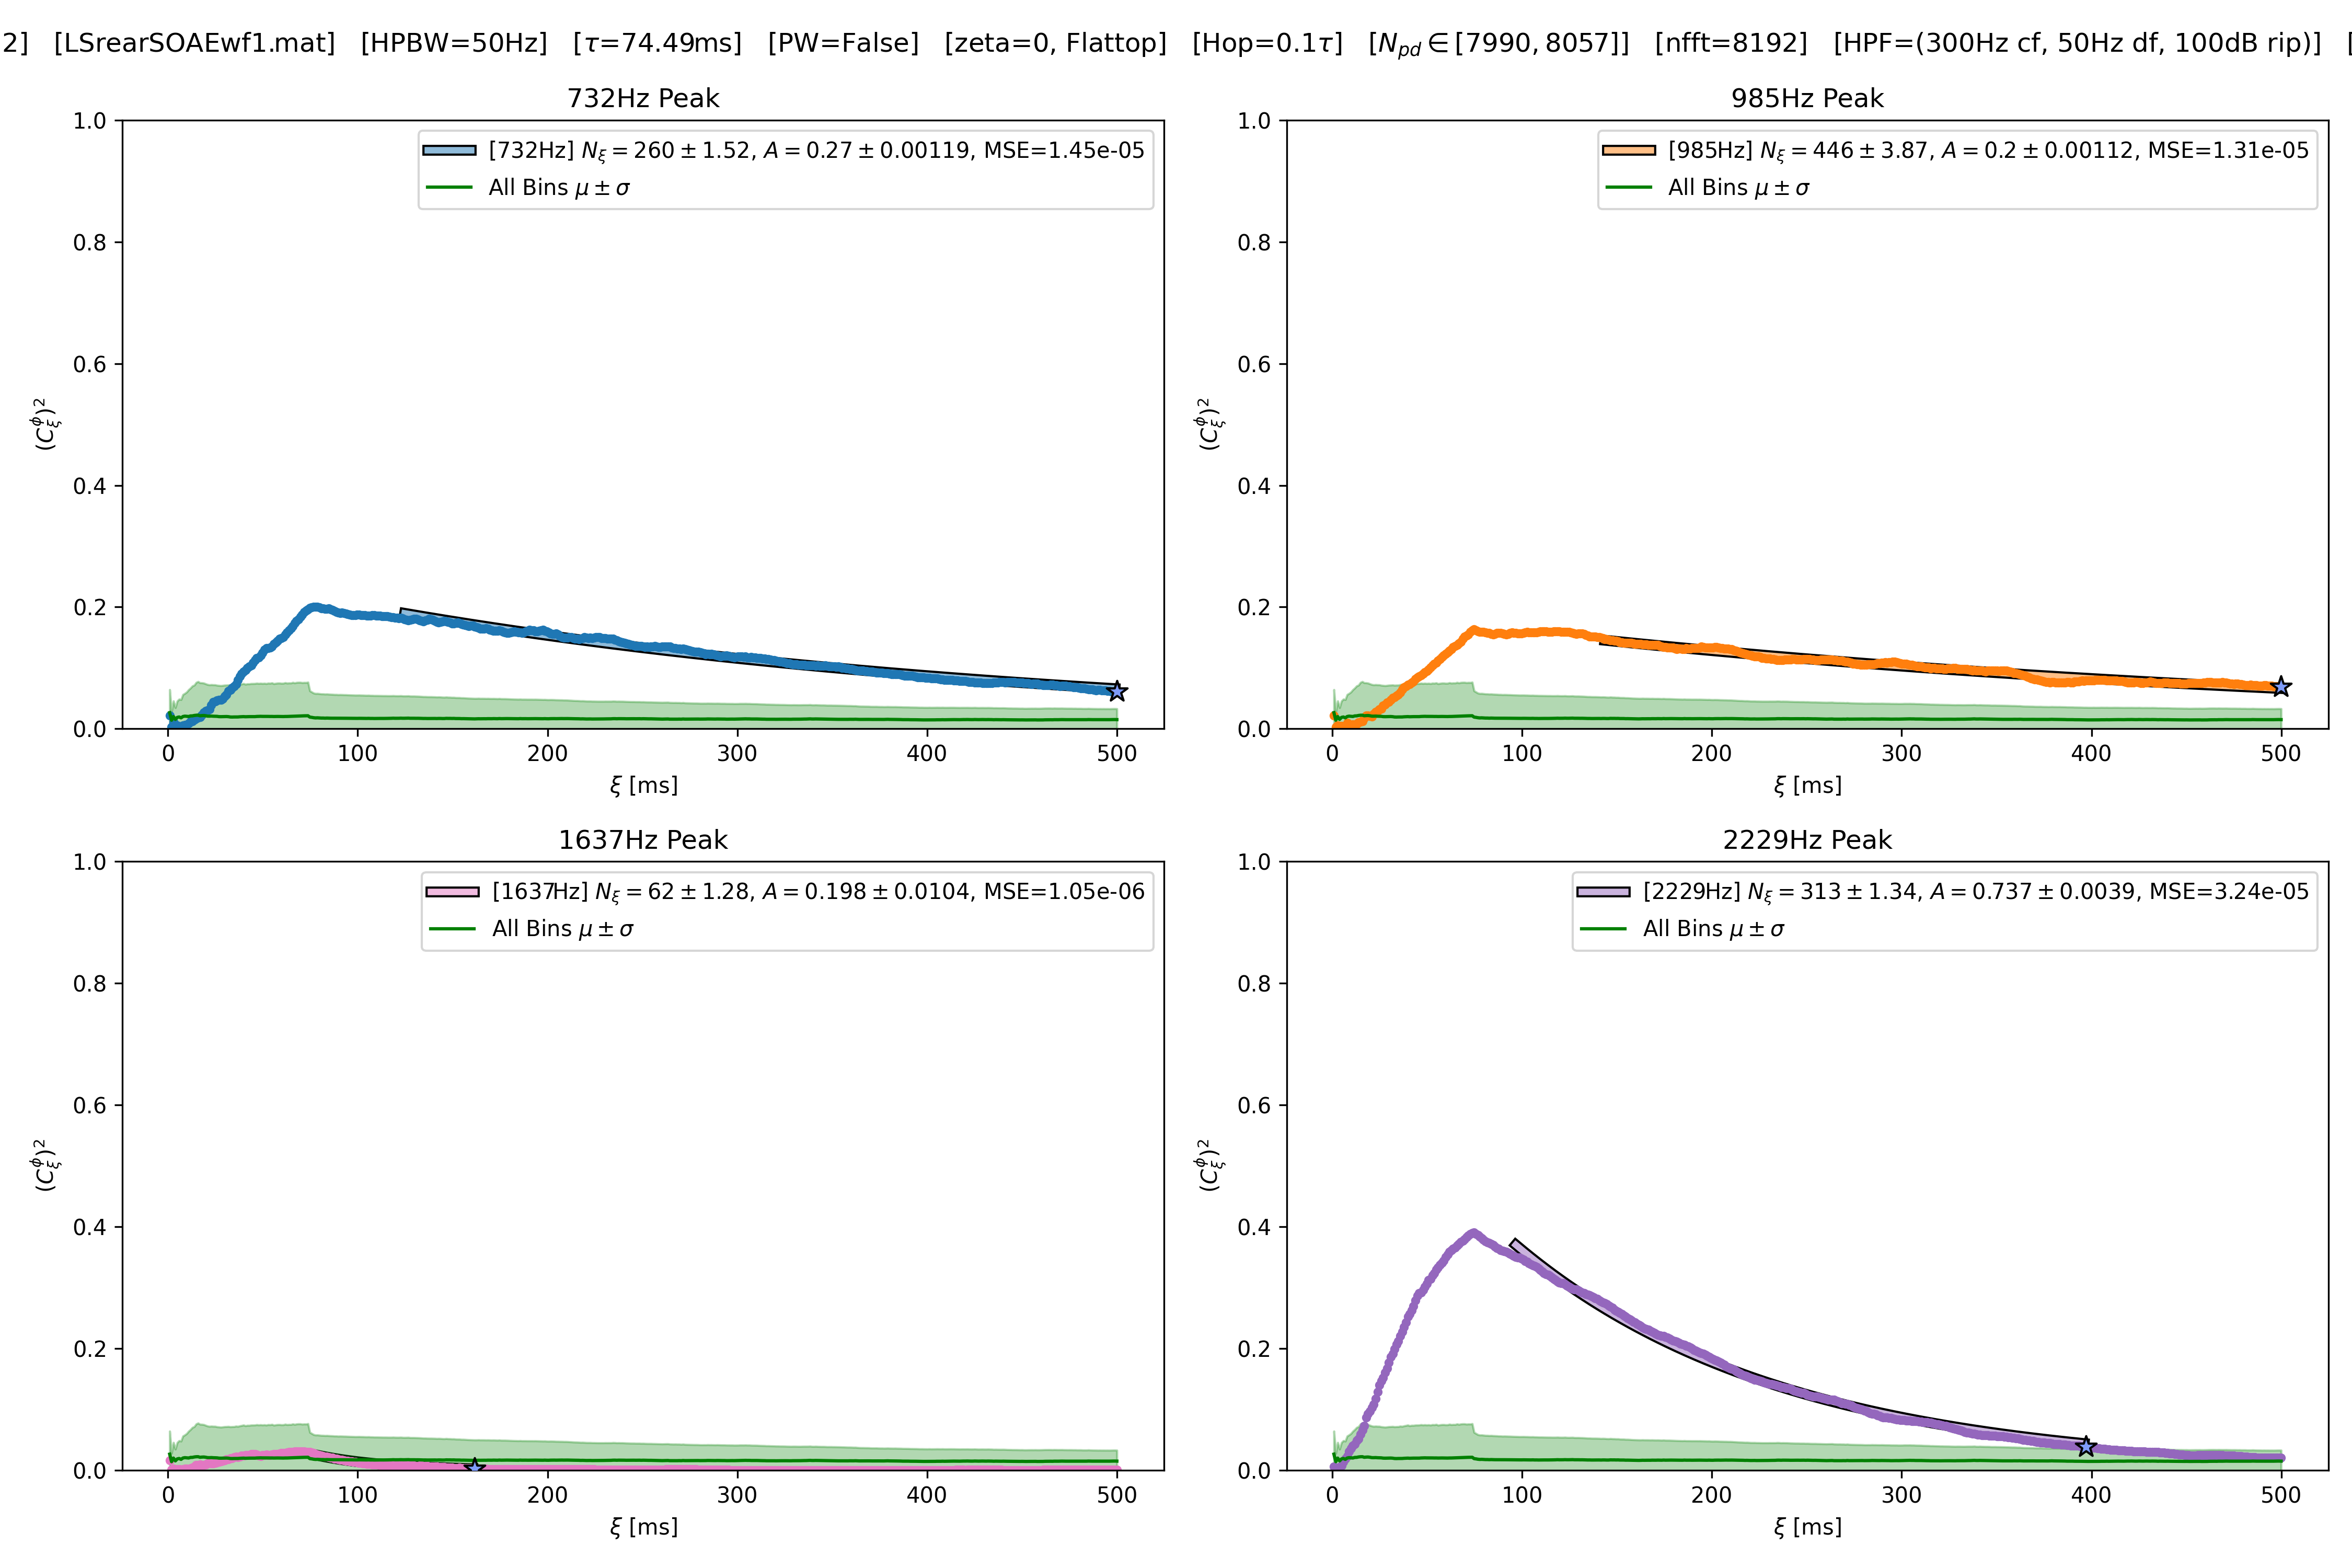 2] [LSrearSOAEwf1.mat] [HPBW=50Hz] [τ=74.49ms] [PW=False] [zeta=0, Flattop] [Hop=0.1τ] [N_pd ∈ [7990, 8057]] [nfft=8192] [HPF=(300Hz cf, 50Hz df, 100dB rip)] [
732Hz Peak
[732Hz] N_ξ = 260 ± 1.52, A = 0.27 ± 0.00119, MSE=1.45e-05
All Bins μ ± σ
1.0
0.8
0.6
0.4
0.2
0.0
(C_ξ^ϕ)^2
0 100 200 300 400 500
ξ [ms]
985Hz Peak
[985Hz] N_ξ = 446 ± 3.87, A = 0.2 ± 0.00112, MSE=1.31e-05
All Bins μ ± σ
1.0
0.8
0.6
0.4
0.2
0.0
(C_ξ^ϕ)^2
0 100 200 300 400 500
ξ [ms]
1637Hz Peak
[1637Hz] N_ξ = 62 ± 1.28, A = 0.198 ± 0.0104, MSE=1.05e-06
All Bins μ ± σ
1.0
0.8
0.6
0.4
0.2
0.0
(C_ξ^ϕ)^2
0 100 200 300 400 500
ξ [ms]
2229Hz Peak
[2229Hz] N_ξ = 313 ± 1.34, A = 0.737 ± 0.0039, MSE=3.24e-05
All Bins μ ± σ
1.0
0.8
0.6
0.4
0.2
0.0
(C_ξ^ϕ)^2
0 100 200 300 400 500
ξ [ms]